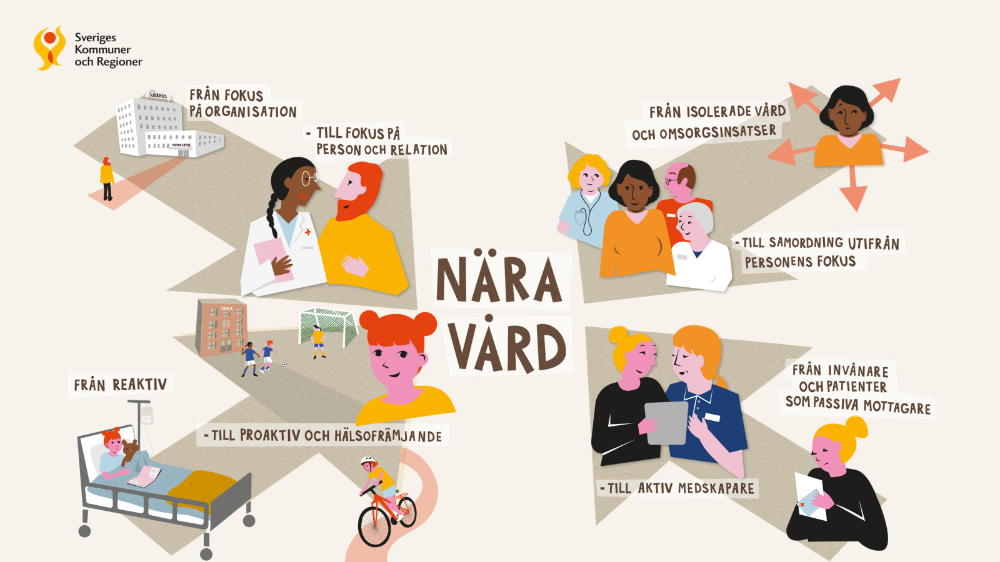 Sveriges
Kommuner
och Regioner
SJUKHUS
HUVUDENTRÉ
FRÅN FOKUS
PÅ ORGANISATION
- TILL FOKUS PÅ
PERSON OCH RELATION
FRÅN ISOLERADE VÅRD
OCH OMSORGSINSATSER
- TILL SAMORDNING UTIFRÅN
PERSONENS FOKUS
NÄRA
VÅRD
SKOLA
FRÅN REAKTIV
- TILL PROAKTIV OCH HÄLSOFRÄMJANDE
FRÅN INVÅNARE
OCH PATIENTER
SOM PASSIVA MOTTAGARE
- TILL AKTIV MEDSKAPARE